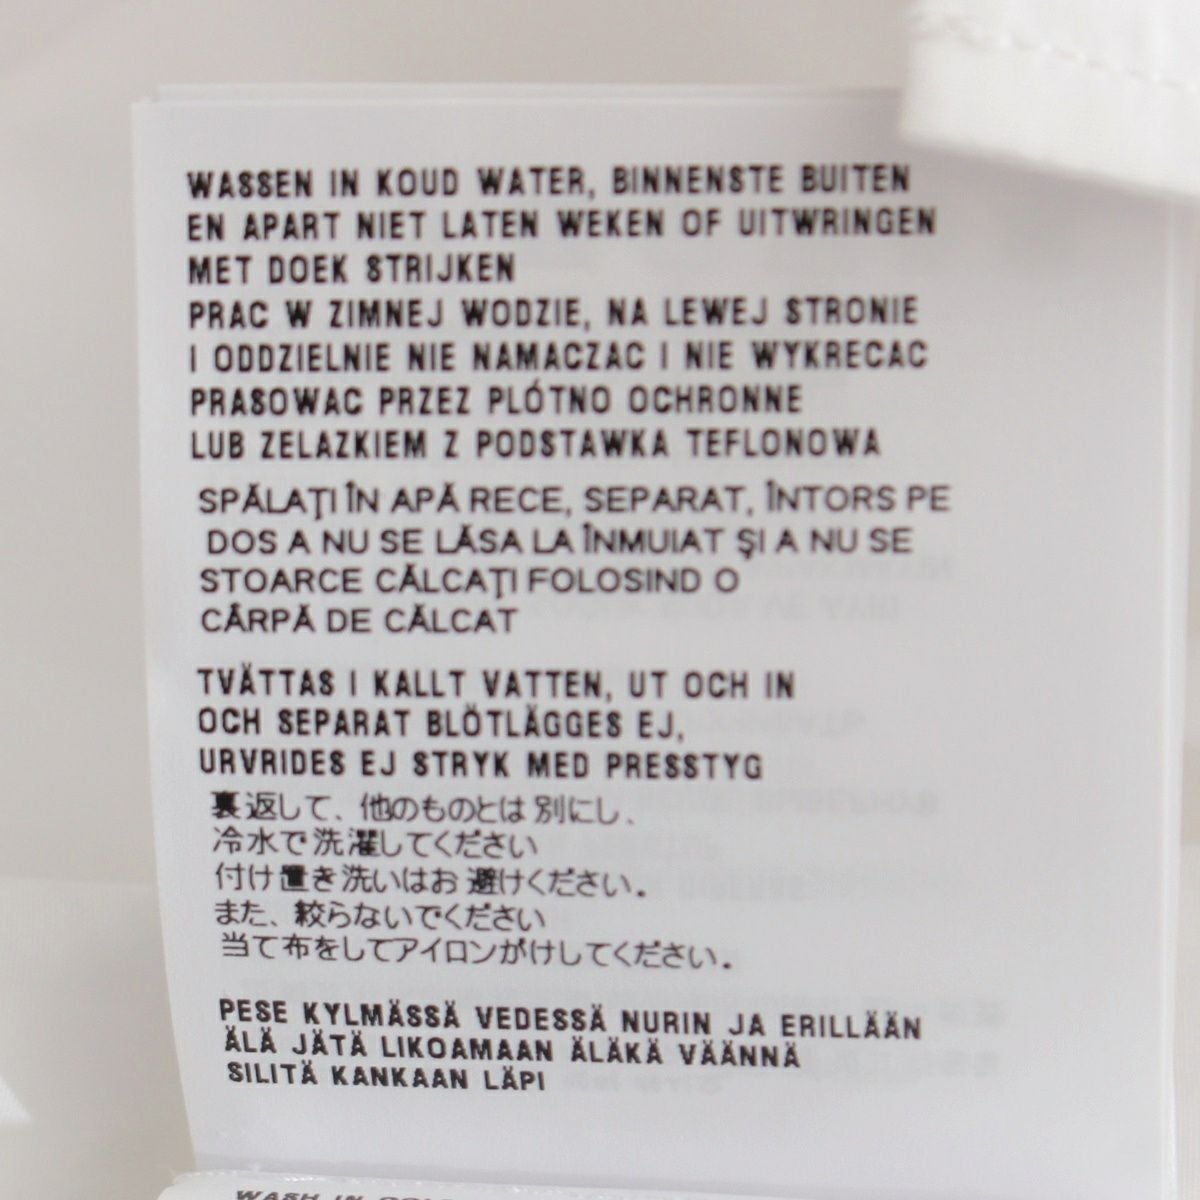 WASSEN IN KOUD WATER, BINNENSTE BUITEN
EN APART NIET LATEN WEKEN OF UITWRINGEN
MET DOEK STRIJKEN
PRAC W ZIMNEJ WODZIE, NA LEWEJ STRONIE
I ODDZIELNIE NIE NAMACZAC I NIE WYKRECAC
PRASOWAC PRZEZ PLÓTNO OCHRONNE
LUB ZELAZKIEM Z PODSTAWKA TEFLONOWA
SPĂLAŢI ÎN APĂ RECE, SEPARAT, ÎNTORS PE
DOS A NU SE LĂSA LA ÎNMUIAT ŞI A NU SE
STOARCE CĂLCAŢI FOLOSIND O
CÂRPĂ DE CĂLCAT
TVÄTTAS I KALLT VATTEN, UT OCH IN
OCH SEPARAT BLÖTLÄGGES EJ,
URVRIDES EJ STRYK MED PRESSTYG
裏返して、他のものとは別にし、
冷水で洗濯してください
付け置き洗いはお避けください。
また、絞らないでください
当て布をしてアイロンがけしてください。
PESE KYLMÄSSÄ VEDESSÄ NURIN JA ERILLÄÄN
ÄLÄ JÄTÄ LIKOAMAAN ÄLÄKÄ VÄÄNNÄ
SILITÄ KANKAAN LÄPI
WASH IN